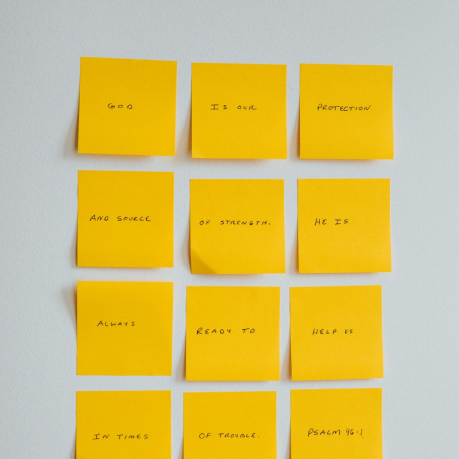 GOD IS OUR PROTECTION
AND SOURCE OF STRENGTH. HE IS
ALWAYS READY TO HELP US
IN TIMES OF TROUBLE. PSALM 46:1